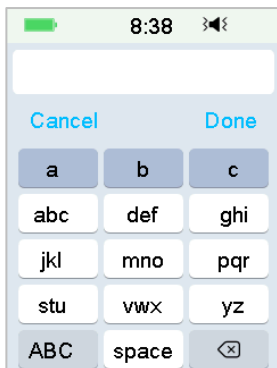 8:38
Cancel Done
a b c
abc def ghi
jkl mno pqr
stu vwx yz
ABC space